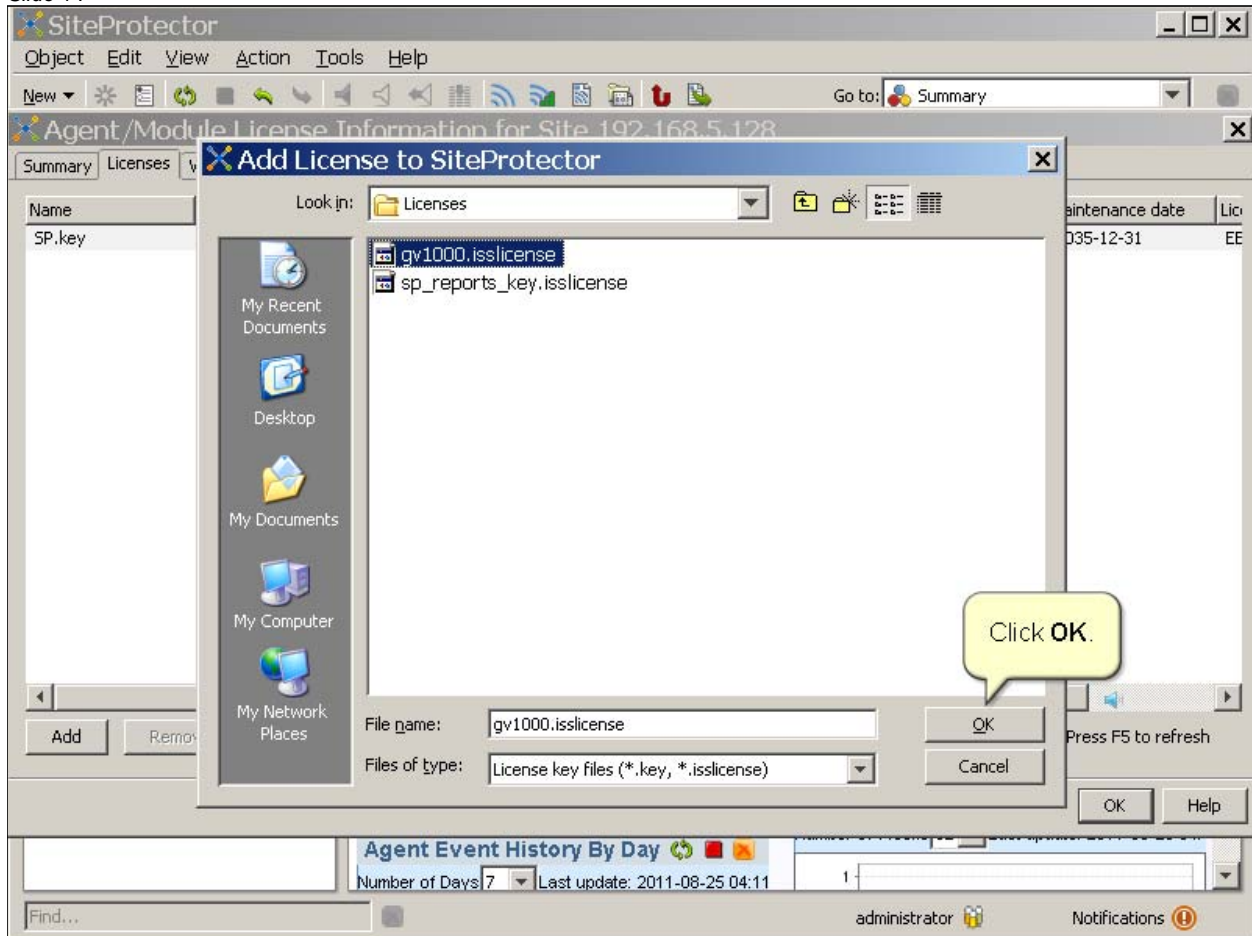 SiteProtector
Object Edit View Action Tools Help
New Go to: Summary
Agent/Module License Information for Site 192.168.5.128
Summary Licenses
Add License to SiteProtector
Look in: Licenses
Name
SP.key
aintenance date Lic
035-12-31 EE
gv1000.isslicense
sp_reports_key.isslicense
My Recent
Documents
Desktop
My Documents
My Computer
My Network
Places
Click OK.
File name: gv1000.isslicense OK
Files of type: License key files (*.key, *.isslicense) Cancel
Add Remov
Press F5 to refresh
OK Help
Agent Event History By Day
Number of Days 7 Last update: 2011-08-25 04:11
1
Find...
administrator Notifications